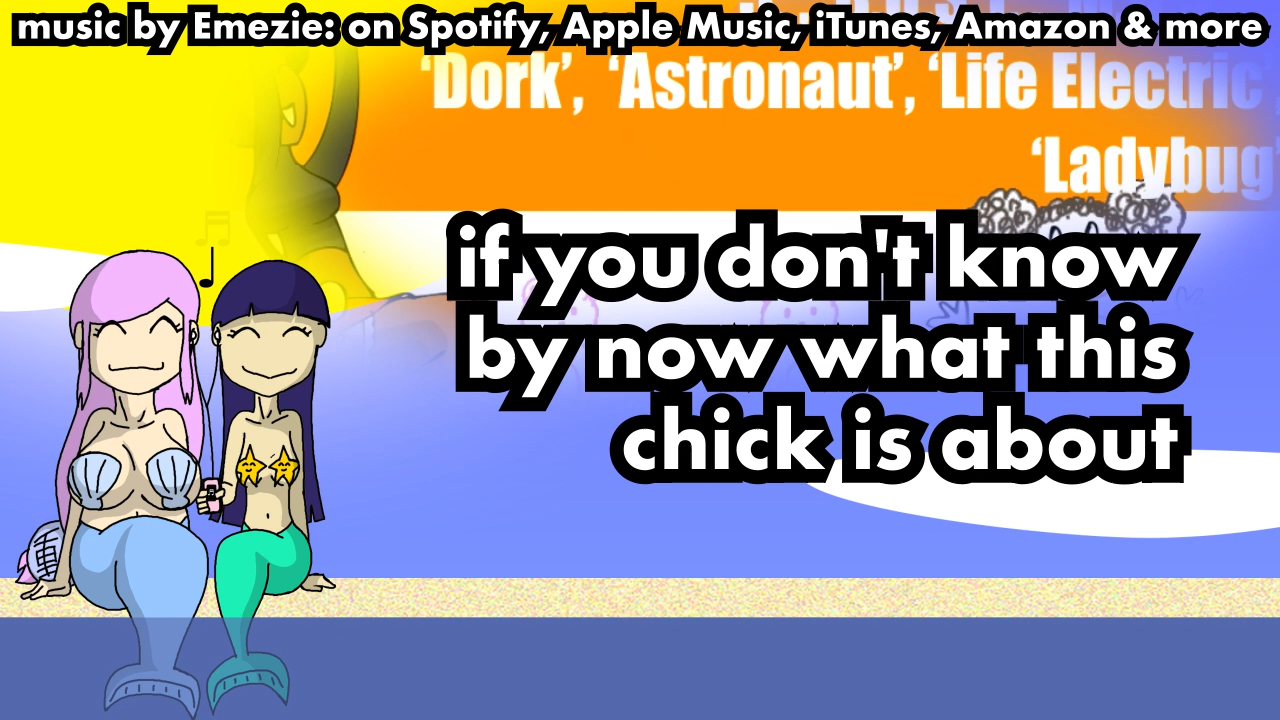 music by Emezie: on Spotify, Apple Music, iTunes, Amazon & more
‘Dork’, ‘Astronaut’, ‘Life Electric’,
‘Ladybug’
if you don't know
by now what this
chick is about